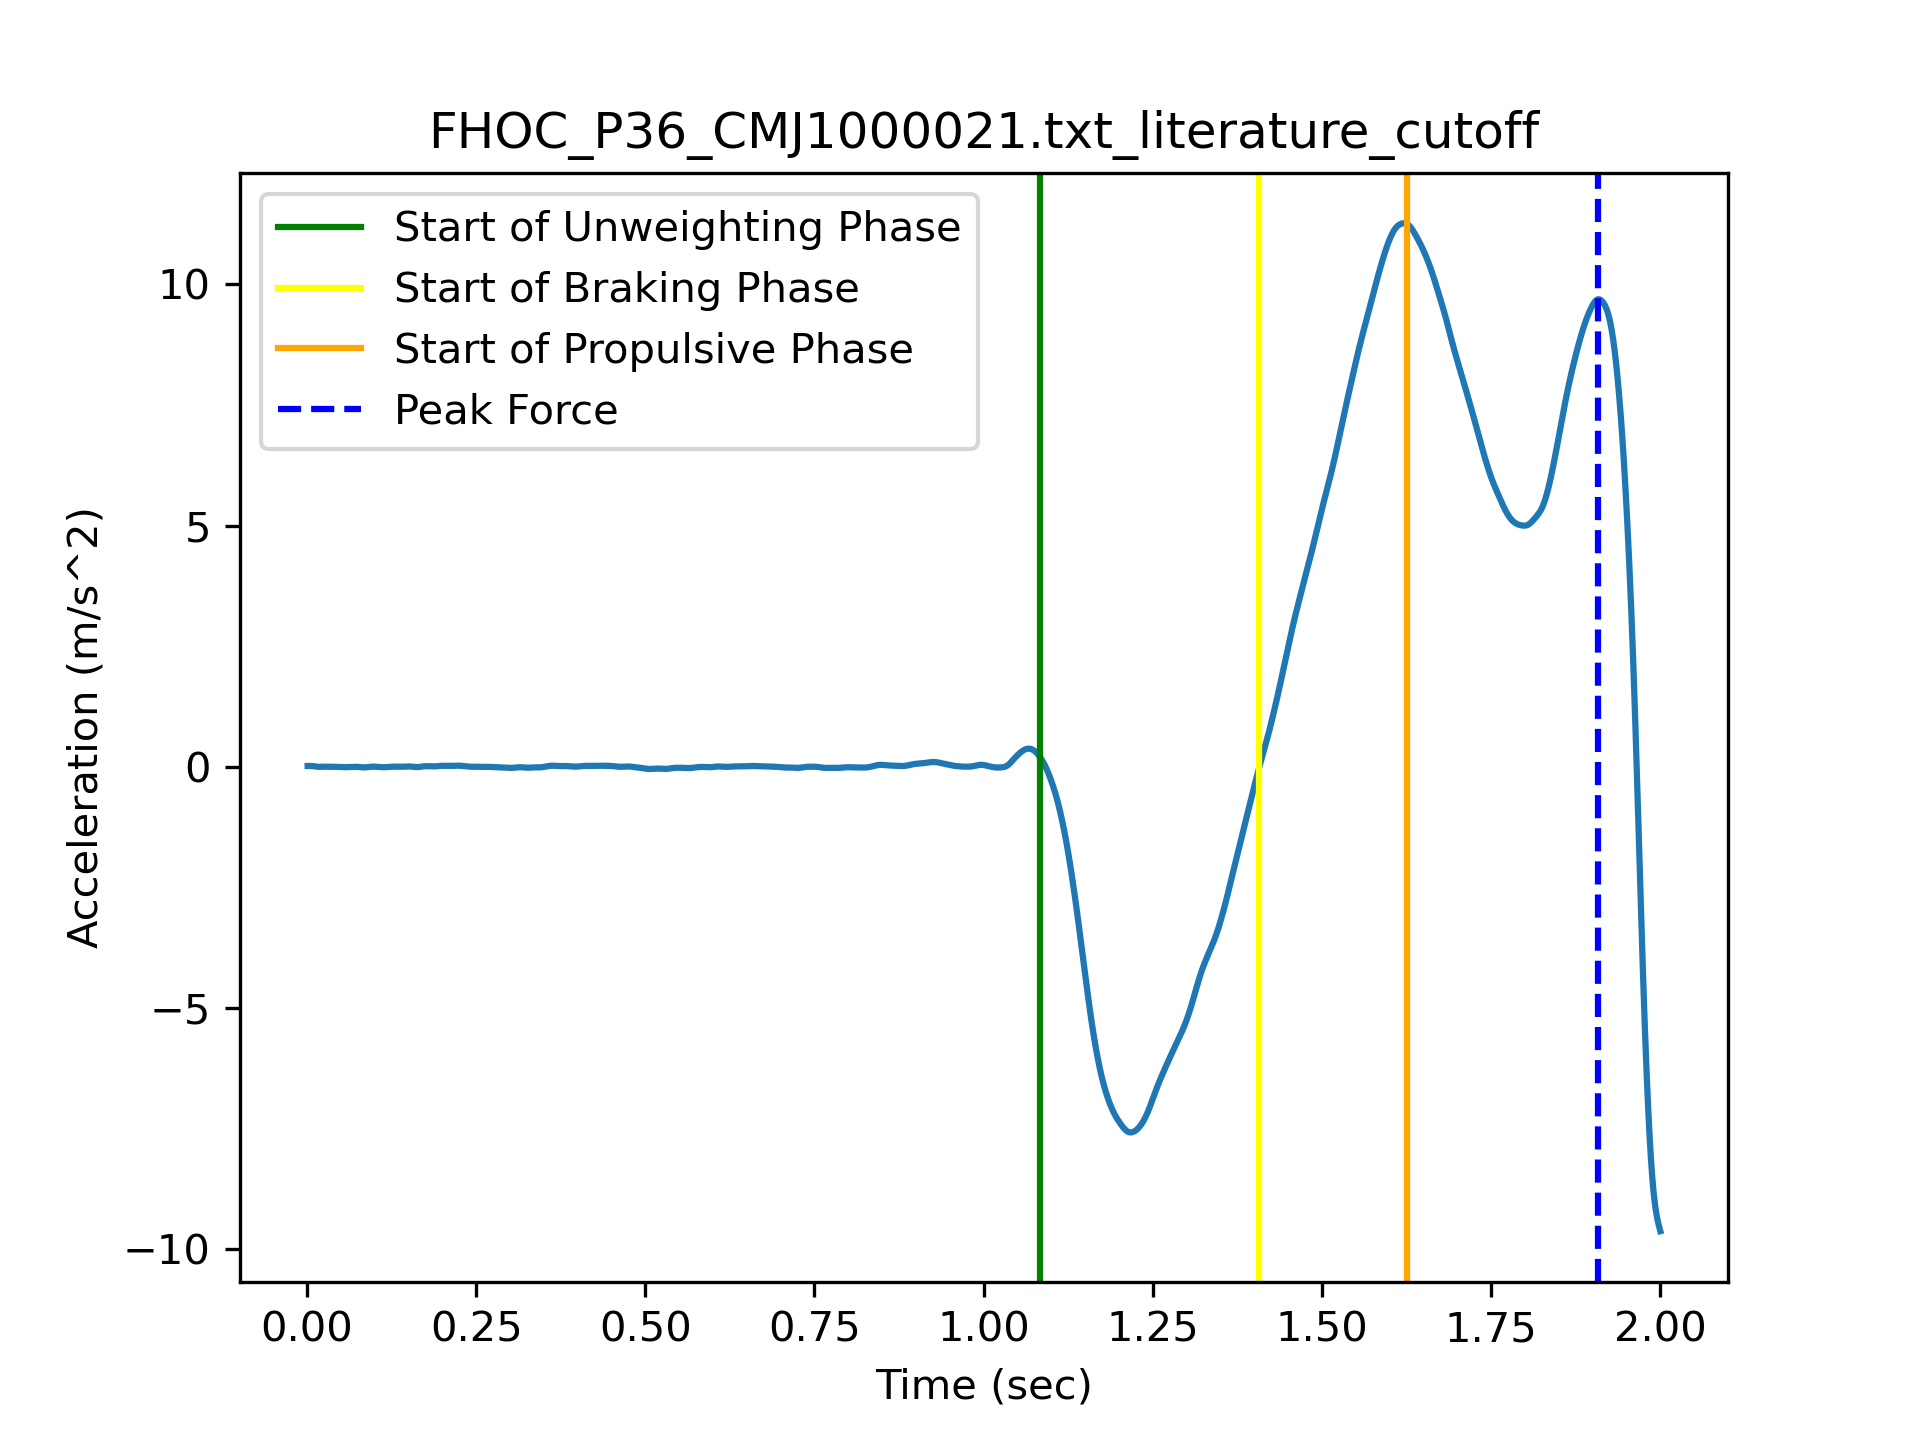 FHOC_P36_CMJ1000021.txt_literature_cutoff
Start of Unweighting Phase
Start of Braking Phase
Start of Propulsive Phase
Peak Force
Acceleration (m/s^2)
10
5
0
−5
−10
0.00 0.25 0.50 0.75 1.00 1.25 1.50 1.75 2.00
Time (sec)